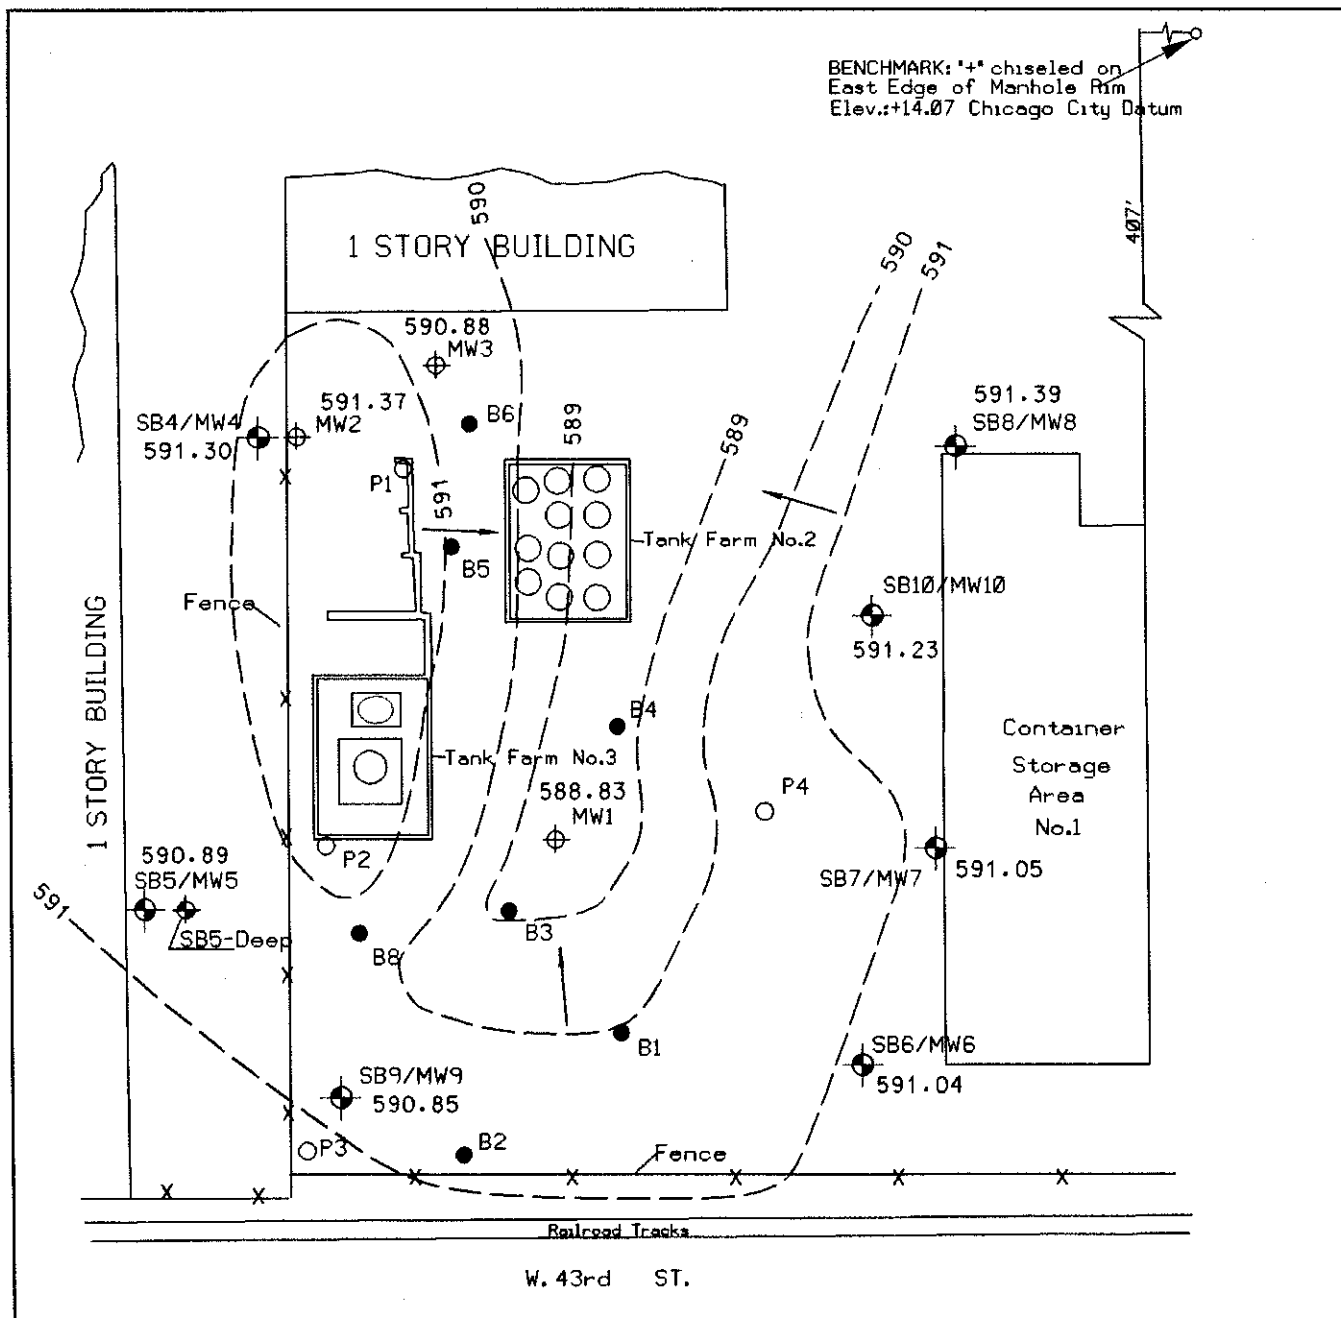 BENCHMARK: "+" chiseled on
East Edge of Manhole Rim
Elev.:+14.07 Chicago City Datum
407'
590
1 STORY BUILDING
590
591
590.88
MW3
591.37
MW2
SB4/MW4
591.30
B6
589
589
591.39
SB8/MW8
P1
591
B5
Tank Farm No.2
Fence
SB10/MW10
591.23
1 STORY BUILDING
B4
Tank Farm No.3
588.83
MW1
P4
Container
Storage
Area
No.1
P2
590.89
SB5/MW5
SB7/MW7
591.05
591
SB5-Deep
B8
B3
B1
SB6/MW6
591.04
SB9/MW9
590.85
P3
B2
Fence
X X X X X X X
X X X X X X
Railroad Tracks
W. 43rd ST.